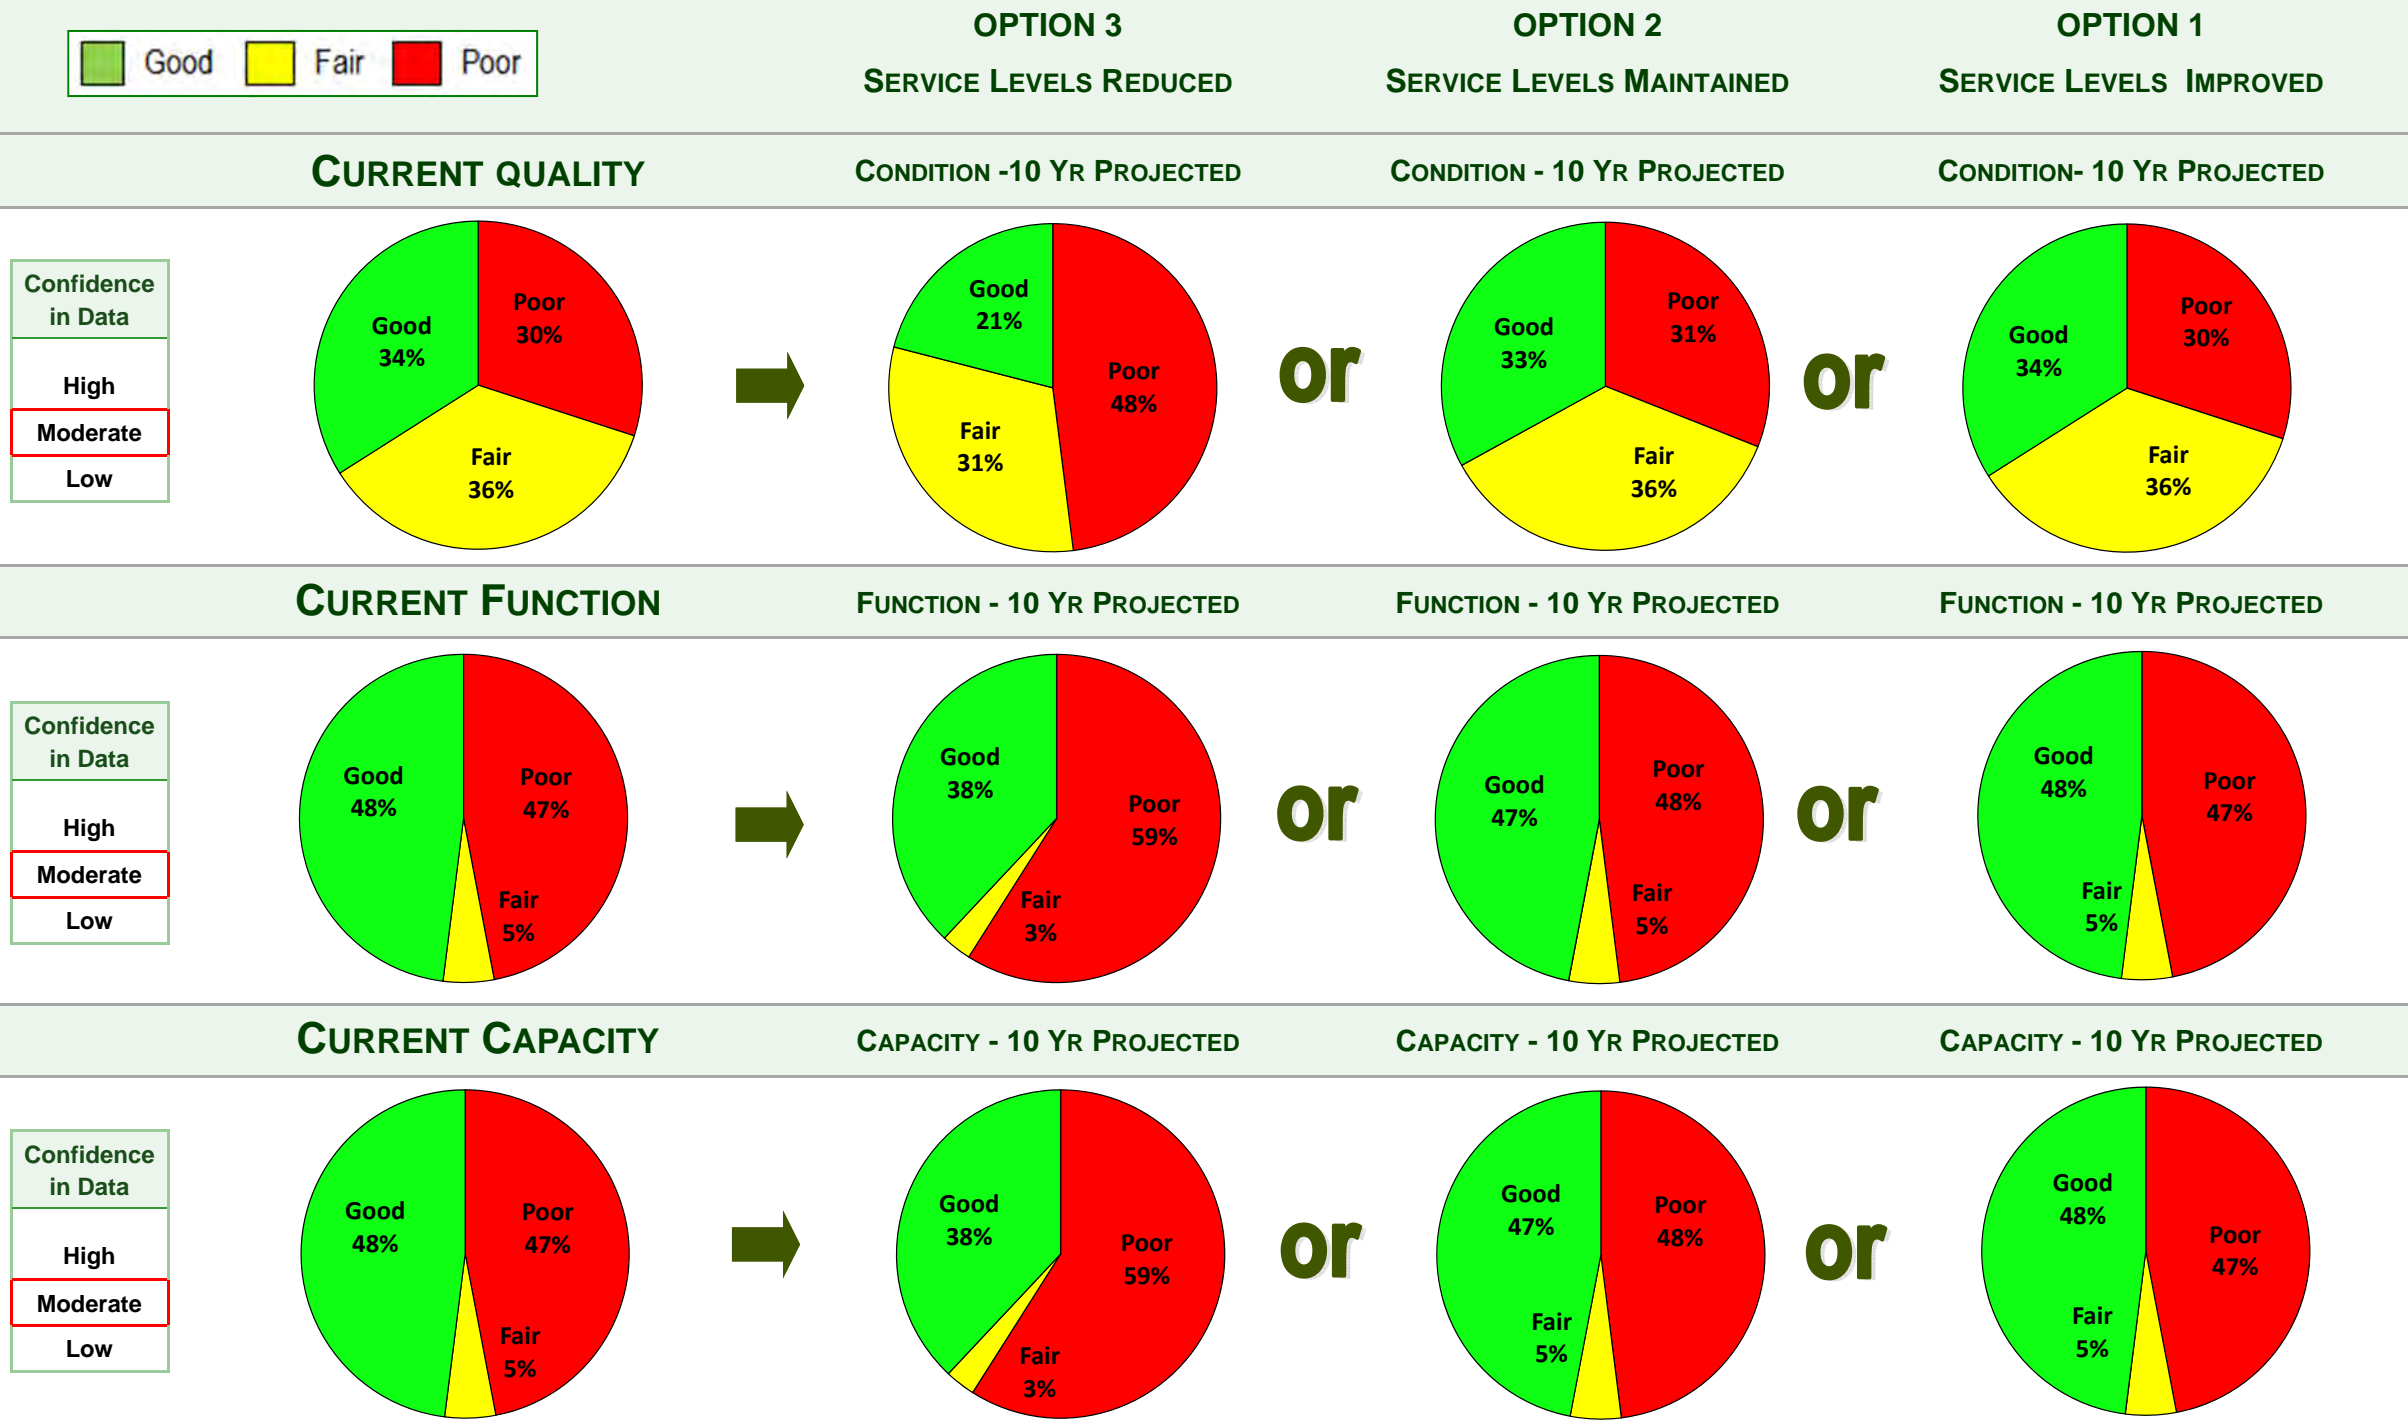 Good Fair Poor
OPTION 3
SERVICE LEVELS REDUCED
OPTION 2
SERVICE LEVELS MAINTAINED
OPTION 1
SERVICE LEVELS IMPROVED
CURRENT QUALITY
CONDITION -10 YR PROJECTED
CONDITION - 10 YR PROJECTED
CONDITION- 10 YR PROJECTED
Confidence
in Data
High
Moderate
Low
Good
34%
Poor
30%
Fair
36%
Good
21%
Poor
48%
Fair
31%
or
Good
33%
Poor
31%
Fair
36%
or
Good
34%
Poor
30%
Fair
36%
CURRENT FUNCTION
FUNCTION - 10 YR PROJECTED
FUNCTION - 10 YR PROJECTED
FUNCTION - 10 YR PROJECTED
Confidence
in Data
High
Moderate
Low
Good
48%
Poor
47%
Fair
5%
Good
38%
Poor
59%
Fair
3%
or
Good
47%
Poor
48%
Fair
5%
or
Good
48%
Poor
47%
Fair
5%
CURRENT CAPACITY
CAPACITY - 10 YR PROJECTED
CAPACITY - 10 YR PROJECTED
CAPACITY - 10 YR PROJECTED
Confidence
in Data
High
Moderate
Low
Good
48%
Poor
47%
Fair
5%
Good
38%
Poor
59%
Fair
3%
or
Good
47%
Poor
48%
Fair
5%
or
Good
48%
Poor
47%
Fair
5%